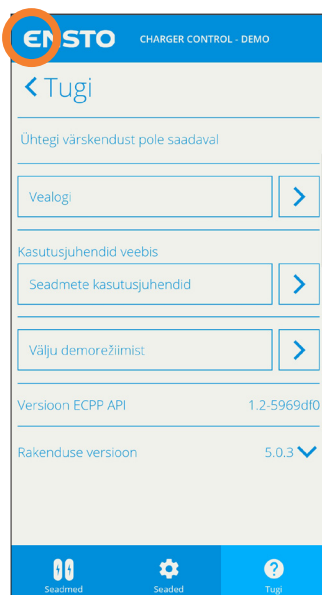 ENSTO CHARGER CONTROL - DEMO
Tugi
Ühtegi värskendust pole saadaval
Vealogi
Kasutusjuhendid veebis
Seadmete kasutusjuhendid
Välju demorežiimist
Versioon ECPP API 1.2-5969df0
Rakenduse versioon 5.0.3
Seadmed Seaded Tugi